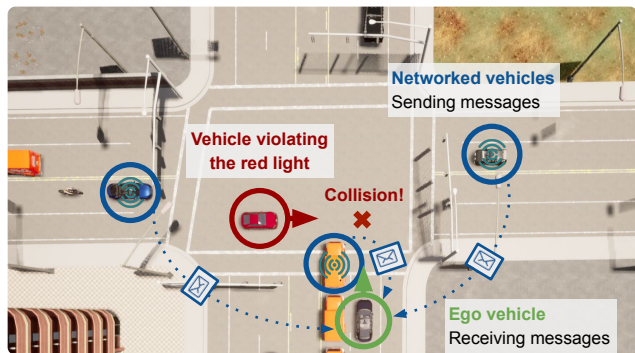 Networked vehicles
Sending messages
Vehicle violating
the red light
Collision!
Ego vehicle
Receiving messages